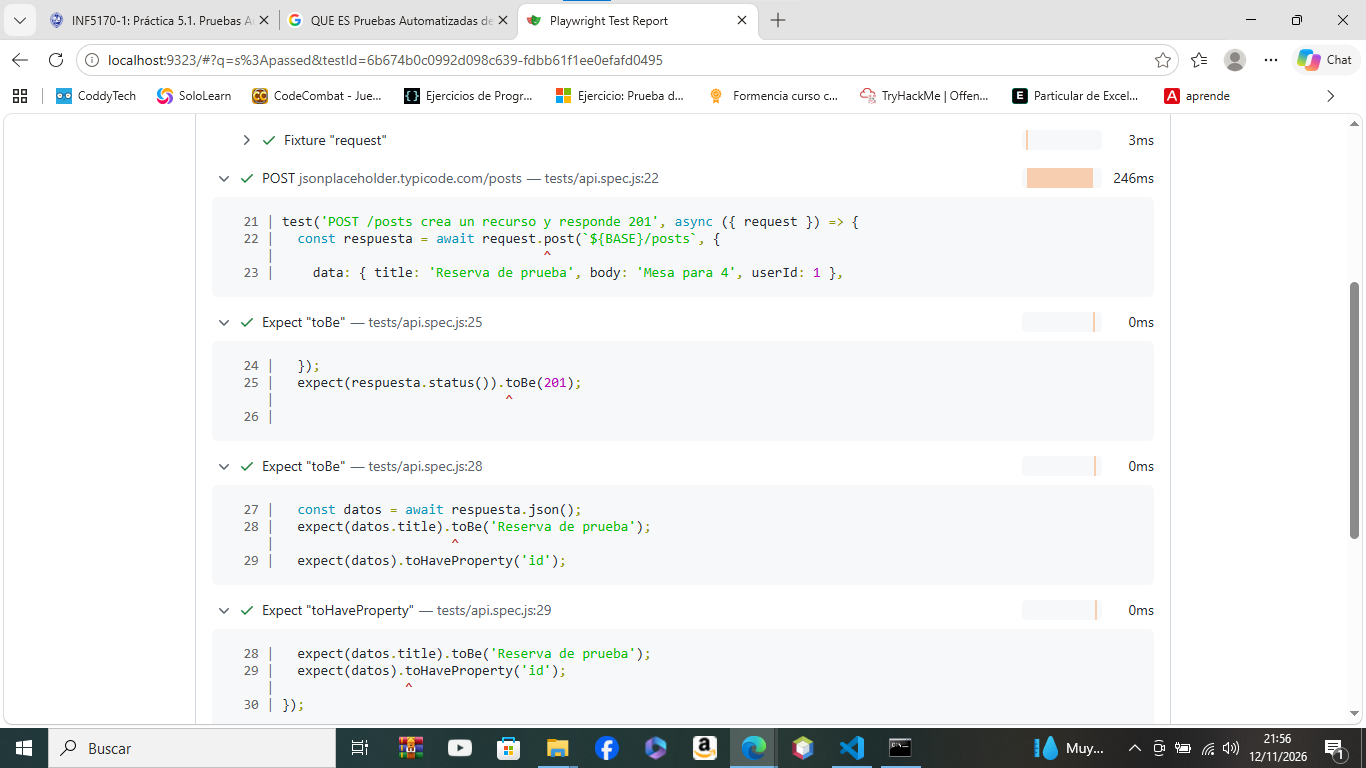 INF5170-1: Práctica 5.1. Pruebas A
QUE ES Pruebas Automatizadas de
Playwright Test Report
localhost:9323/#?q=s%3Apassed&testId=6b674b0c0992d098c639-fdbb61f1ee0efafd0495
Chat
CoddyTech
SoloLearn
CodeCombat - Jue...
Ejercicios de Progr...
Ejercicio: Prueba d...
Formencia curso c...
TryHackMe | Offen...
Particular de Excel...
aprende
Fixture "request"
3ms
POST jsonplaceholder.typicode.com/posts — tests/api.spec.js:22
246ms
21 | test('POST /posts crea un recurso y responde 201', async ({ request }) => {
22 |   const respuesta = await request.post(`${BASE}/posts`, {
|                                 ^
23 |     data: { title: 'Reserva de prueba', body: 'Mesa para 4', userId: 1 },
Expect "toBe" — tests/api.spec.js:25
0ms
24 |   });
25 |   expect(respuesta.status()).toBe(201);
|                              ^
26 |
Expect "toBe" — tests/api.spec.js:28
0ms
27 |   const datos = await respuesta.json();
28 |   expect(datos.title).toBe('Reserva de prueba');
|                       ^
29 |   expect(datos).toHaveProperty('id');
Expect "toHaveProperty" — tests/api.spec.js:29
0ms
28 |   expect(datos.title).toBe('Reserva de prueba');
29 |   expect(datos).toHaveProperty('id');
|                 ^
30 | });
Buscar
Muy...
21:56
12/11/2026
1